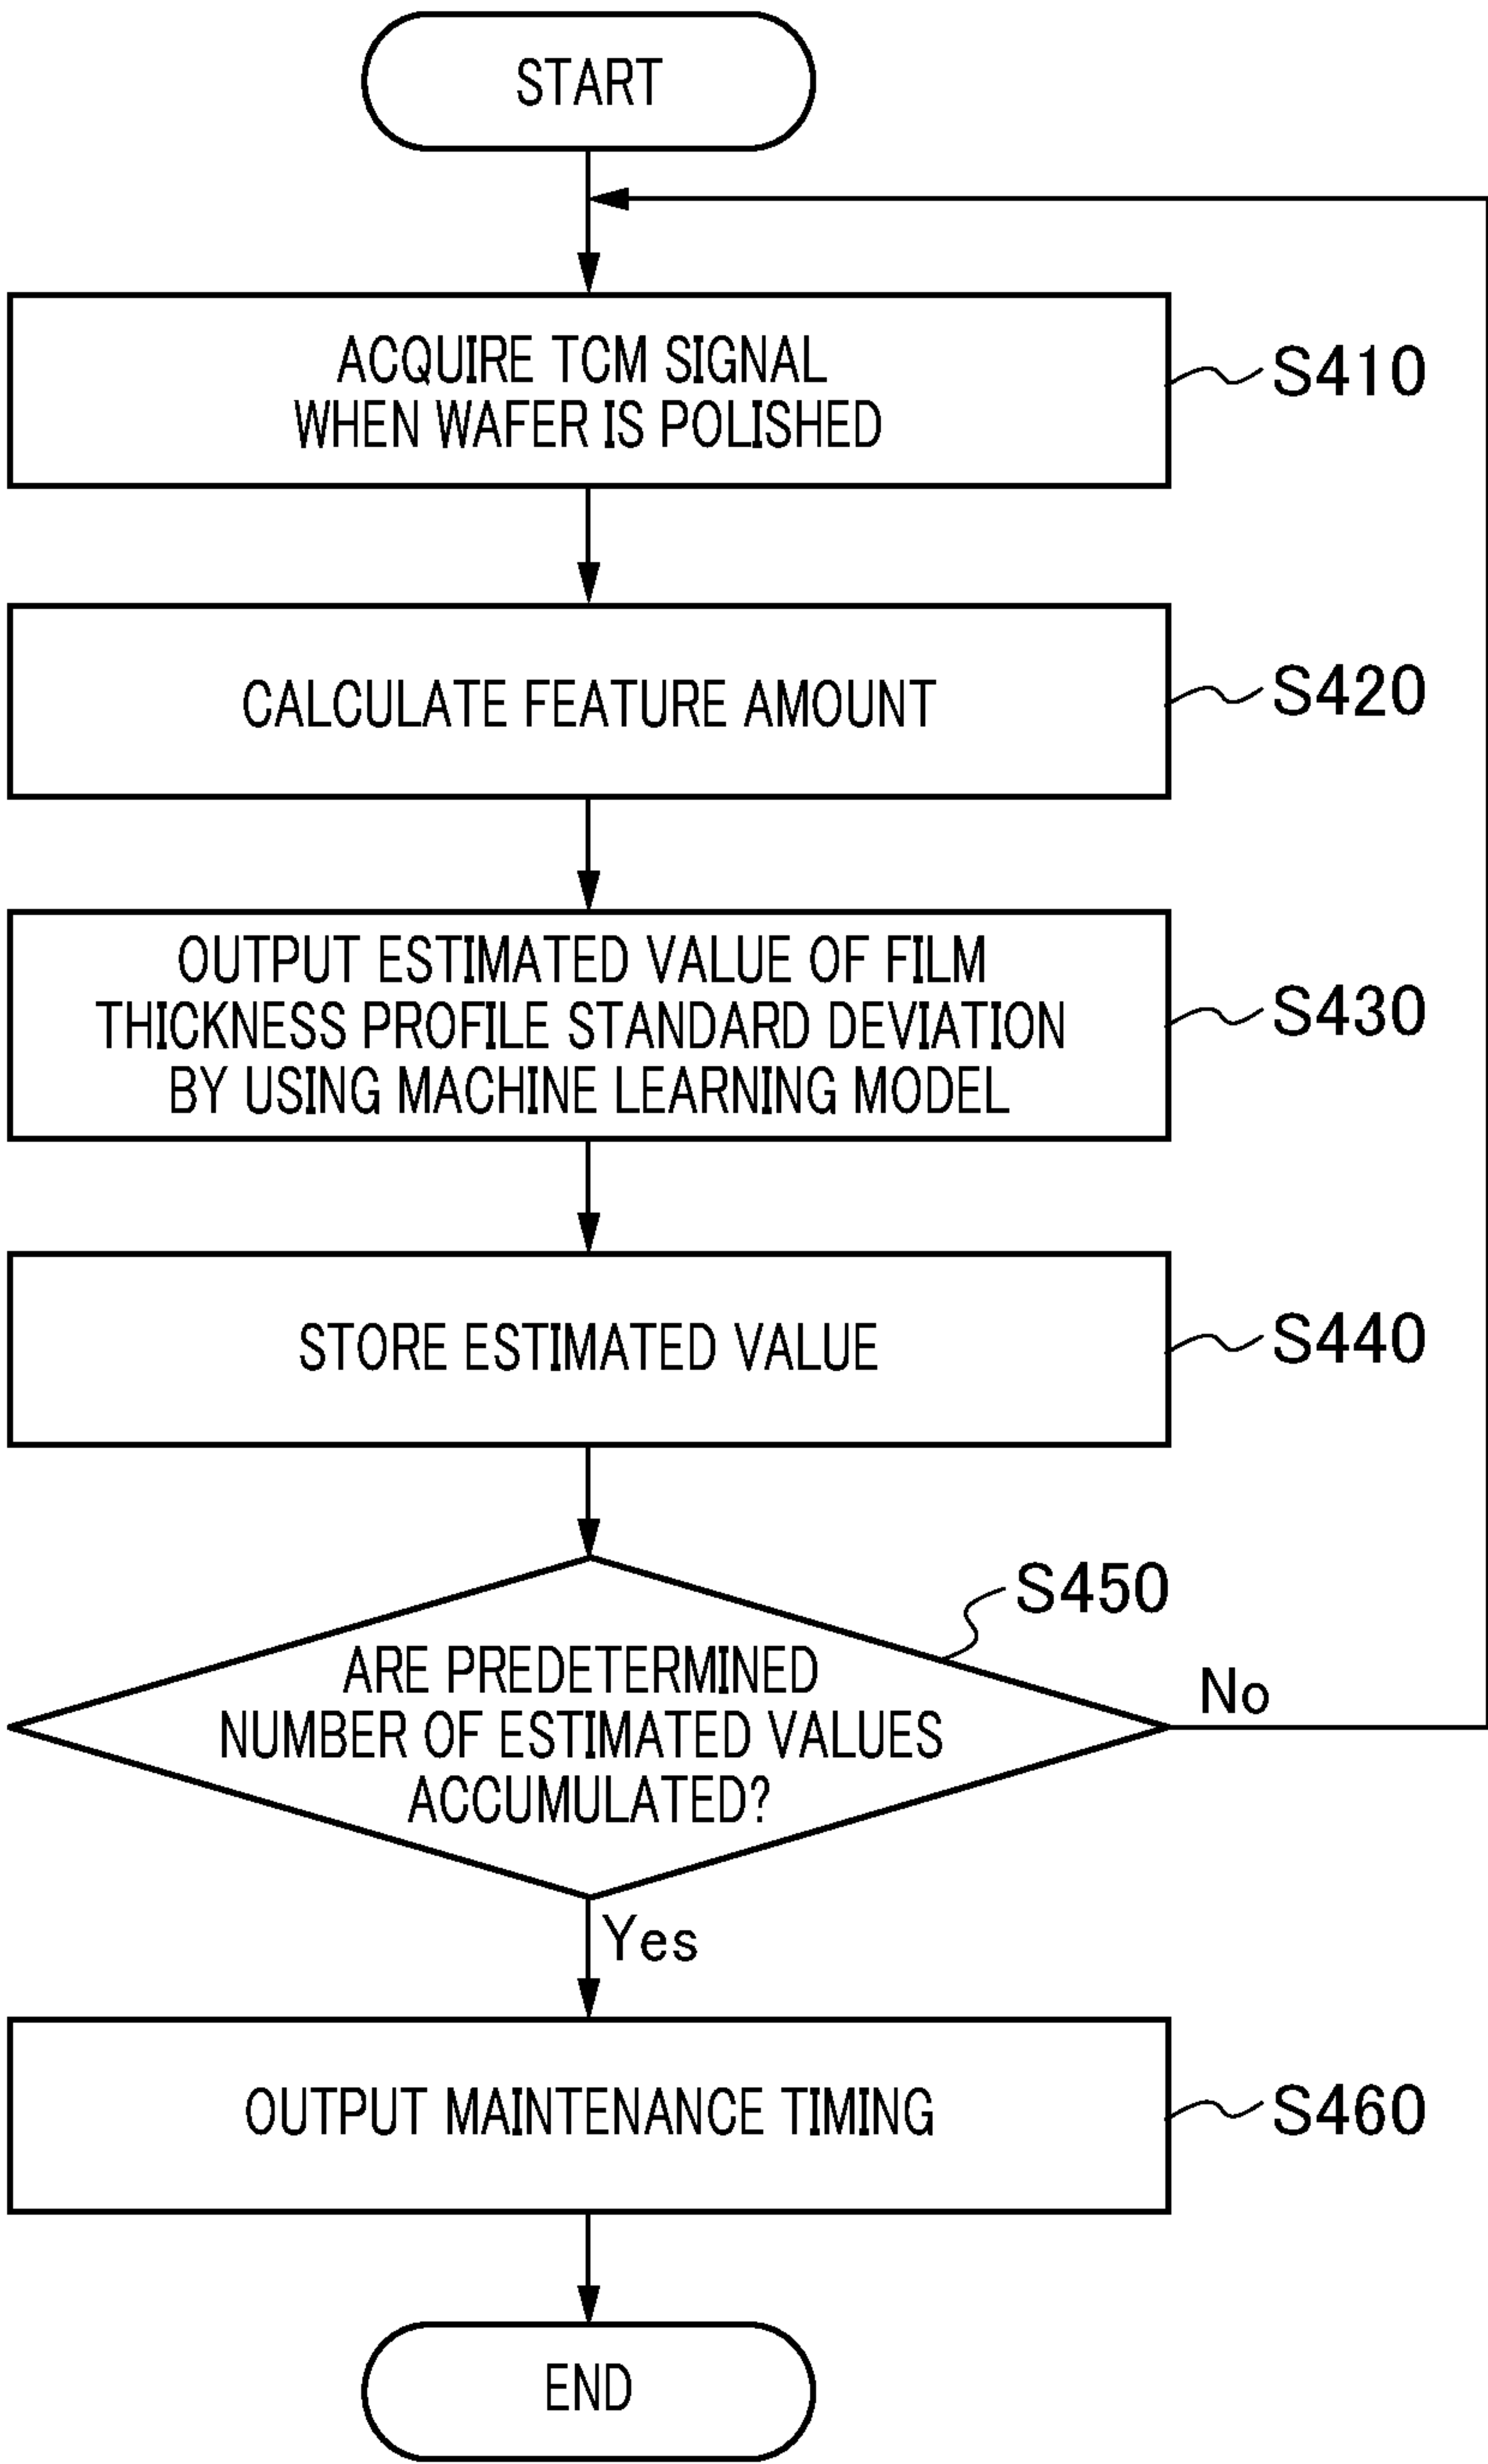 START
ACQUIRE TCM SIGNAL
WHEN WAFER IS POLISHED
S410
CALCULATE FEATURE AMOUNT
S420
OUTPUT ESTIMATED VALUE OF FILM
THICKNESS PROFILE STANDARD DEVIATION
BY USING MACHINE LEARNING MODEL
S430
STORE ESTIMATED VALUE
S440
S450
ARE PREDETERMINED
NUMBER OF ESTIMATED VALUES
ACCUMULATED?
No
Yes
OUTPUT MAINTENANCE TIMING
S460
END